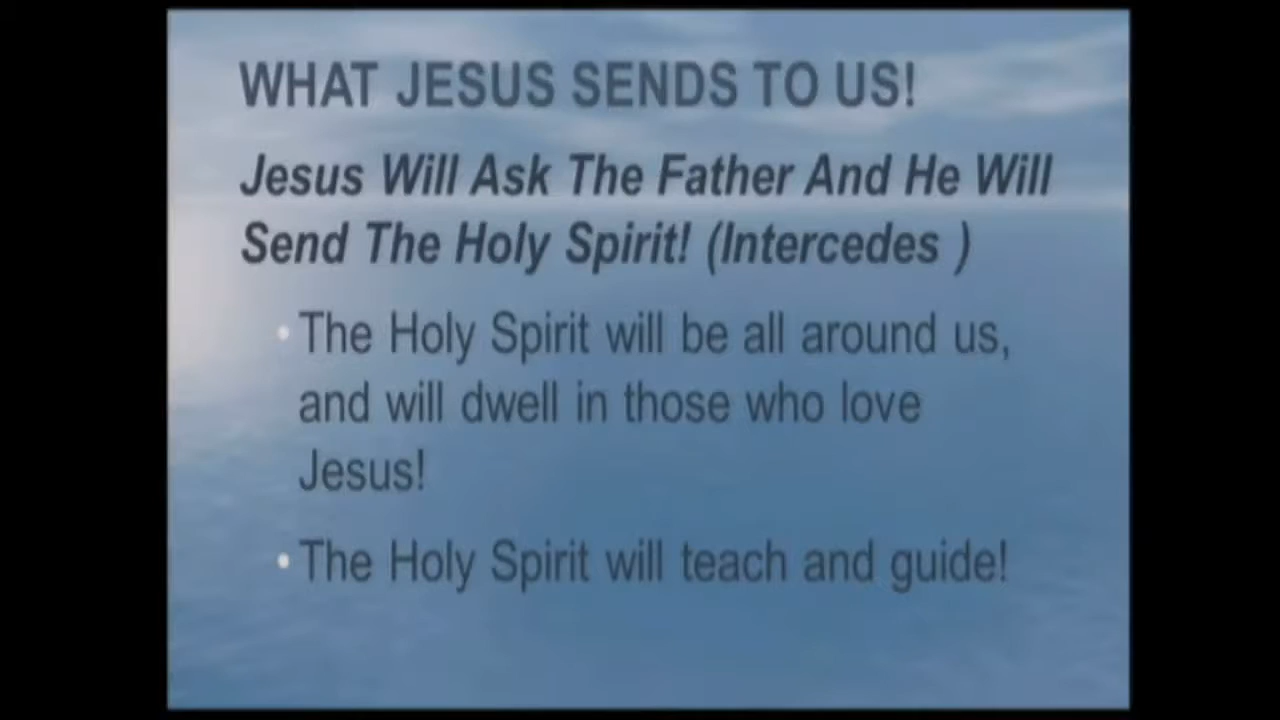 WHAT JESUS SENDS TO US!
Jesus Will Ask The Father And He Will
Send The Holy Spirit! (Intercedes )
• The Holy Spirit will be all around us,
and will dwell in those who love
Jesus!
• The Holy Spirit will teach and guide!